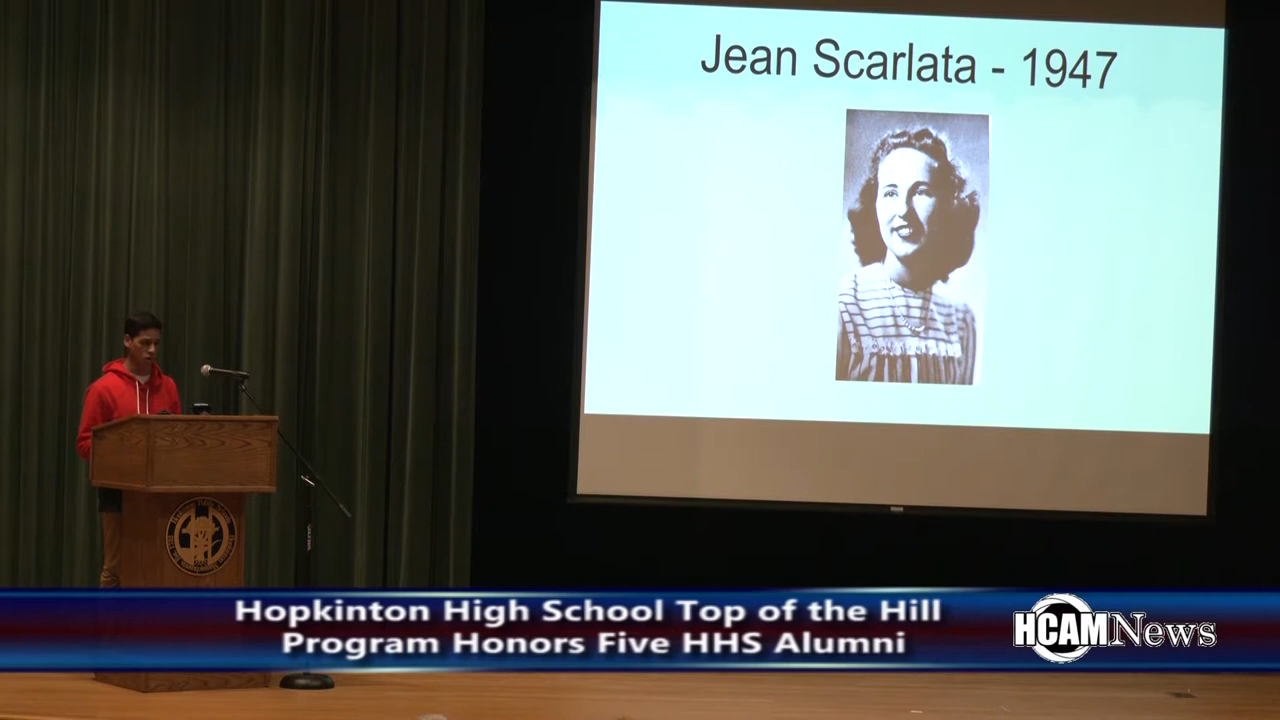 Jean Scarlata - 1947
Hopkinton High School Top of the Hill
Program Honors Five HHS Alumni
HCAMNews